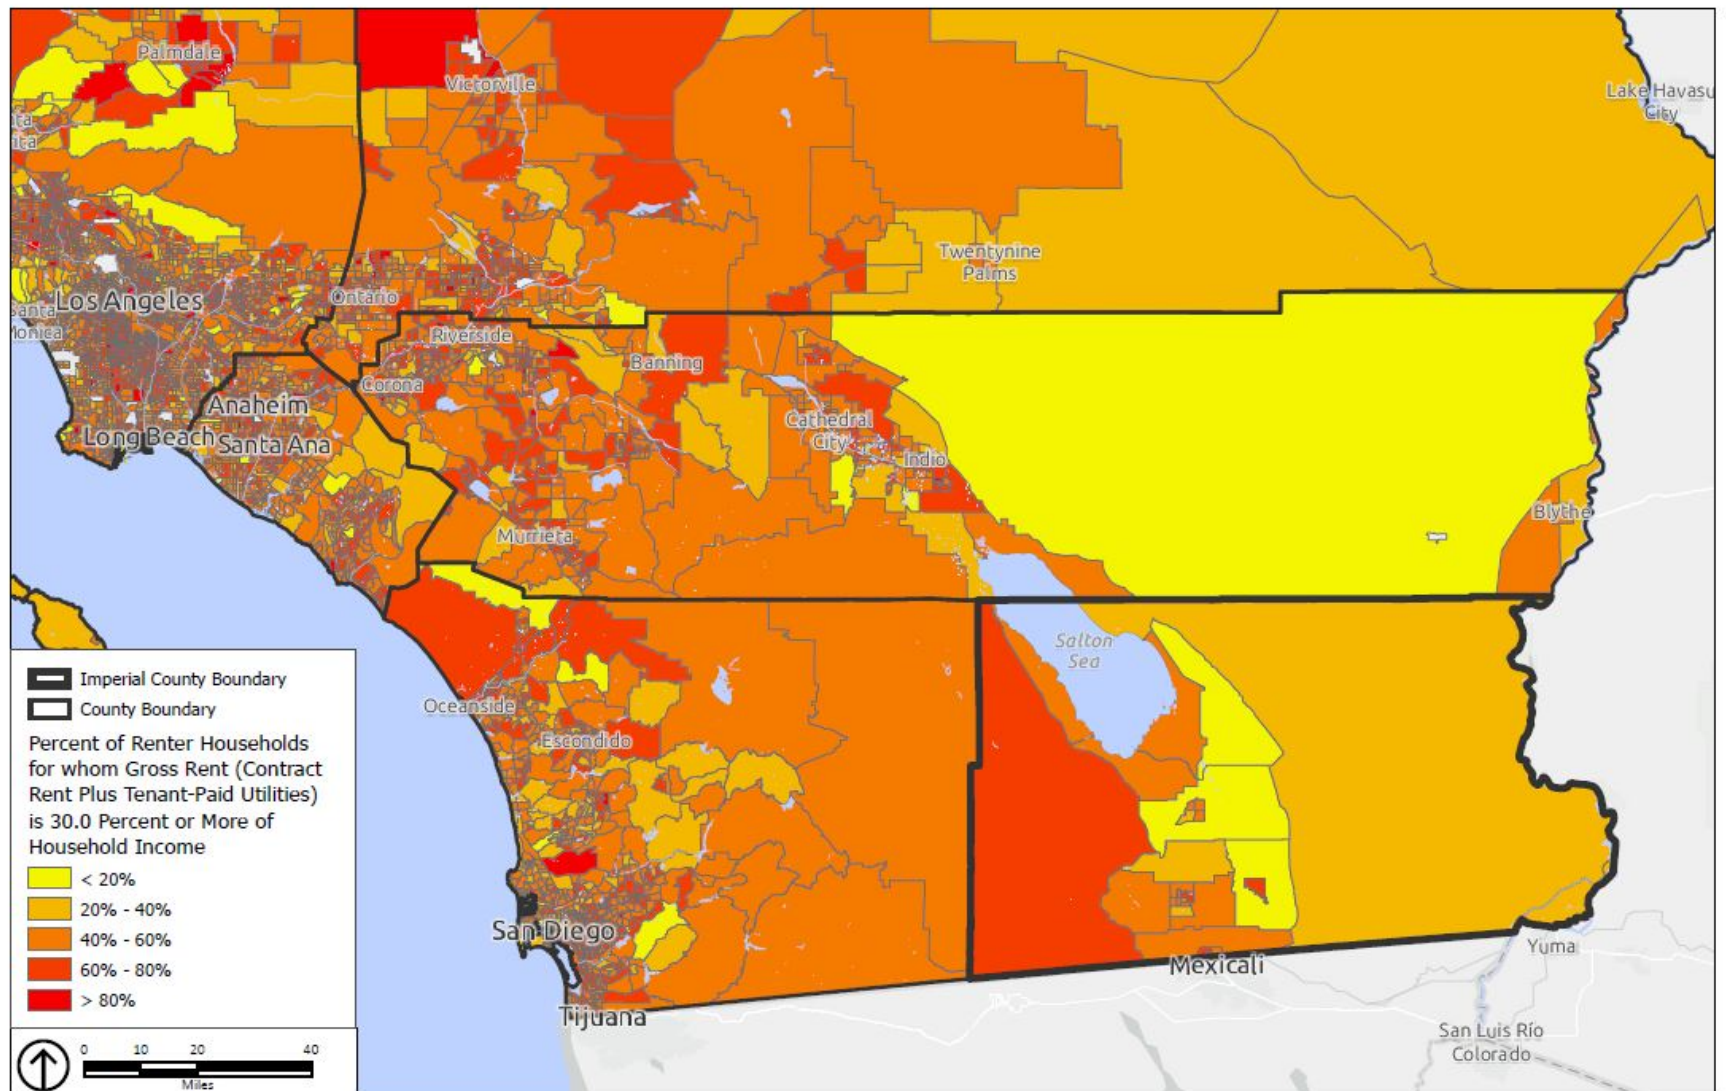 Palmdale
Victorville
Lake Havasu
City
ta
ita
Twentynine
Palms
Los Angeles
Ontario
Santa
Monica
Riverside
Banning
Corona
Anaheim
Cathedral
City
Long Beach
Santa Ana
Indio
Blythe
Murrieta
Salton
Sea
Oceanside
Escondido
San Diego
Mexicali
Yuma
Tijuana
San Luis Río
Colorado
Imperial County Boundary
County Boundary
Percent of Renter Households
for whom Gross Rent (Contract
Rent Plus Tenant-Paid Utilities)
is 30.0 Percent or More of
Household Income
< 20%
20% - 40%
40% - 60%
60% - 80%
> 80%
0 10 20 40
Miles